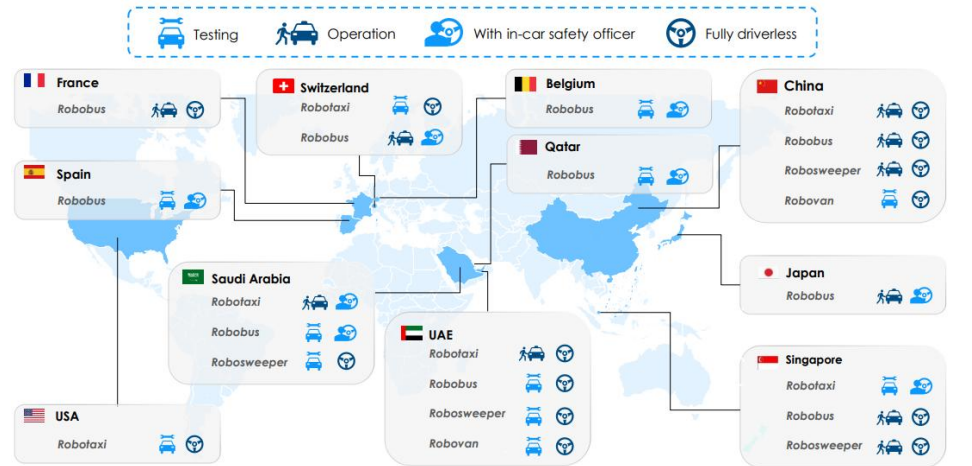 Testing
Operation
With in-car safety officer
Fully driverless
France
Robobus
Switzerland
Robotaxi
Robobus
Belgium
Robobus
China
Robotaxi
Robobus
Robosweeper
Robovan
Spain
Robobus
Qatar
Robobus
Saudi Arabia
Robotaxi
Robobus
Robosweeper
UAE
Robotaxi
Robobus
Robosweeper
Robovan
Japan
Robobus
USA
Robotaxi
Singapore
Robotaxi
Robobus
Robosweeper